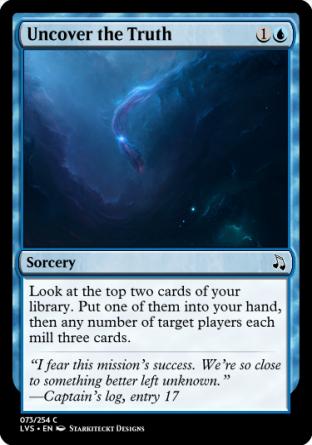 Uncover the Truth 1
Sorcery
Look at the top two cards of your
library. Put one of them into your hand,
then any number of target players each
mill three cards.
“I fear this mission’s success. We’re so close
to something better left unknown.”
—Captain’s log, entry 17
073/254 C
LVS • EN Starkiteckt Designs